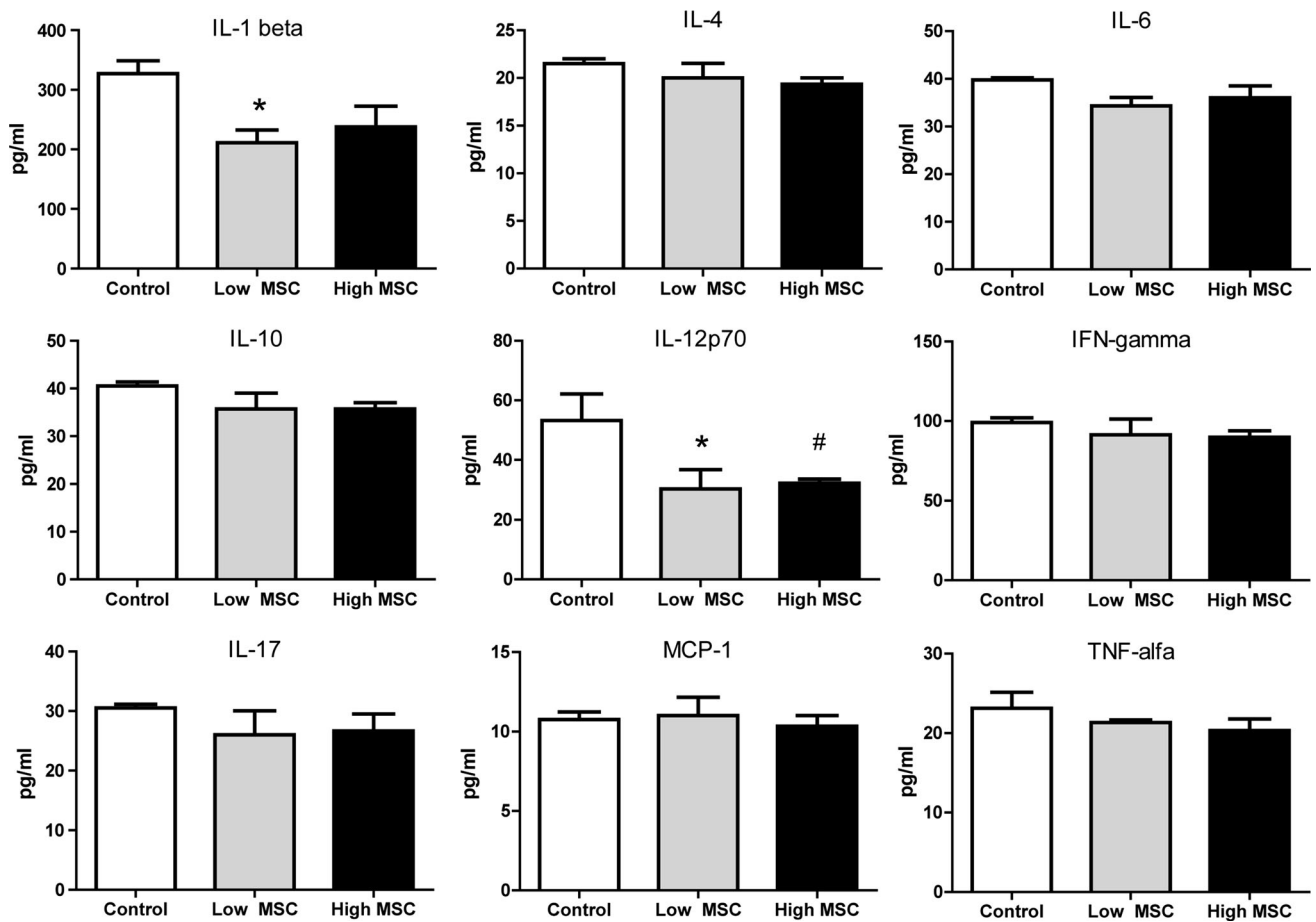 IL-1 beta
400
300
200
100
0
pg/ml
*
Control Low MSC High MSC
IL-4
25
20
15
10
5
0
pg/ml
Control Low MSC High MSC
IL-6
50
40
30
20
10
0
pg/ml
Control Low MSC High MSC
IL-10
50
40
30
20
10
0
pg/ml
Control Low MSC High MSC
IL-12p70
80
60
40
20
0
pg/ml
* #
Control Low MSC High MSC
IFN-gamma
150
100
50
0
pg/ml
Control Low MSC High MSC
IL-17
40
30
20
10
0
pg/ml
Control Low MSC High MSC
MCP-1
15
10
5
0
pg/ml
Control Low MSC High MSC
TNF-alfa
30
20
10
0
pg/ml
Control Low MSC High MSC